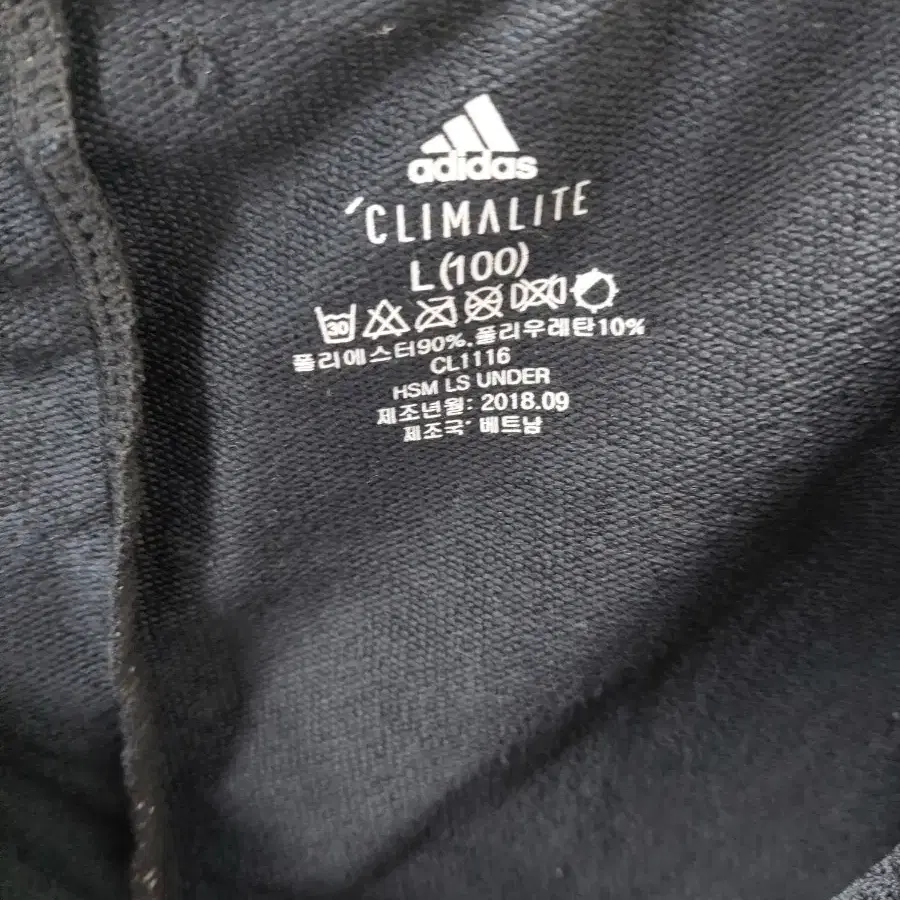 adidas
CLIMALITE
L (100)
30
폴리에스터90%.폴리우레탄10%
CL1116
HSM LS UNDER
제조년월: 2018.09
제조국: 베트남